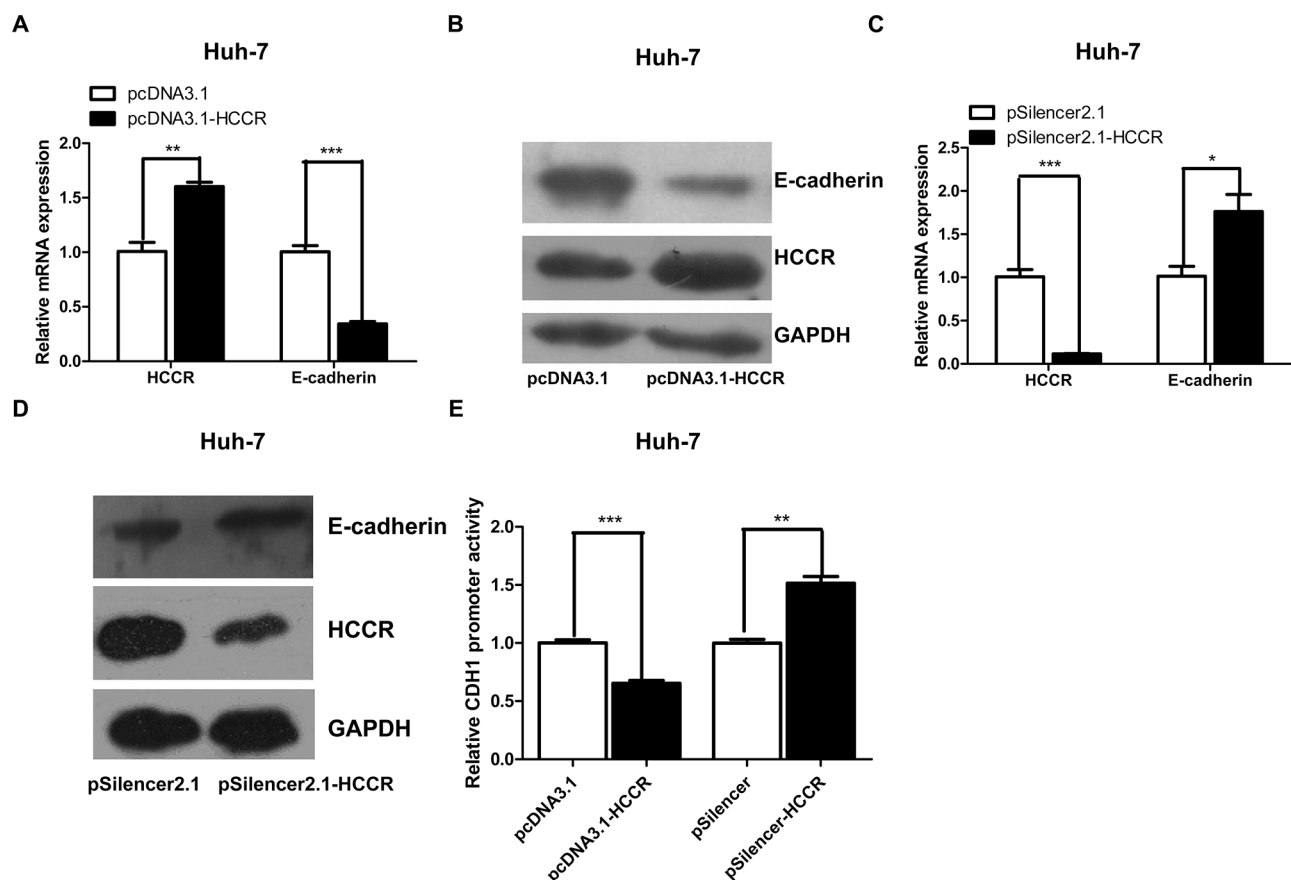 A
Huh-7
pcDNA3.1
pcDNA3.1-HCCR
Relative mRNA expression
2.0
1.5
1.0
0.5
0.0
**
***
HCCR
E-cadherin
B
Huh-7
E-cadherin
HCCR
GAPDH
pcDNA3.1
pcDNA3.1-HCCR
C
Huh-7
pSilencer2.1
pSilencer2.1-HCCR
Relative mRNA expression
2.5
2.0
1.5
1.0
0.5
0.0
***
*
HCCR
E-cadherin
D
Huh-7
E-cadherin
HCCR
GAPDH
pSilencer2.1
pSilencer2.1-HCCR
E
Huh-7
Relative CDH1 promoter activity
2.0
1.5
1.0
0.5
0.0
***
**
pcDNA3.1
pcDNA3.1-HCCR
pSilencer
pSilencer-HCCR